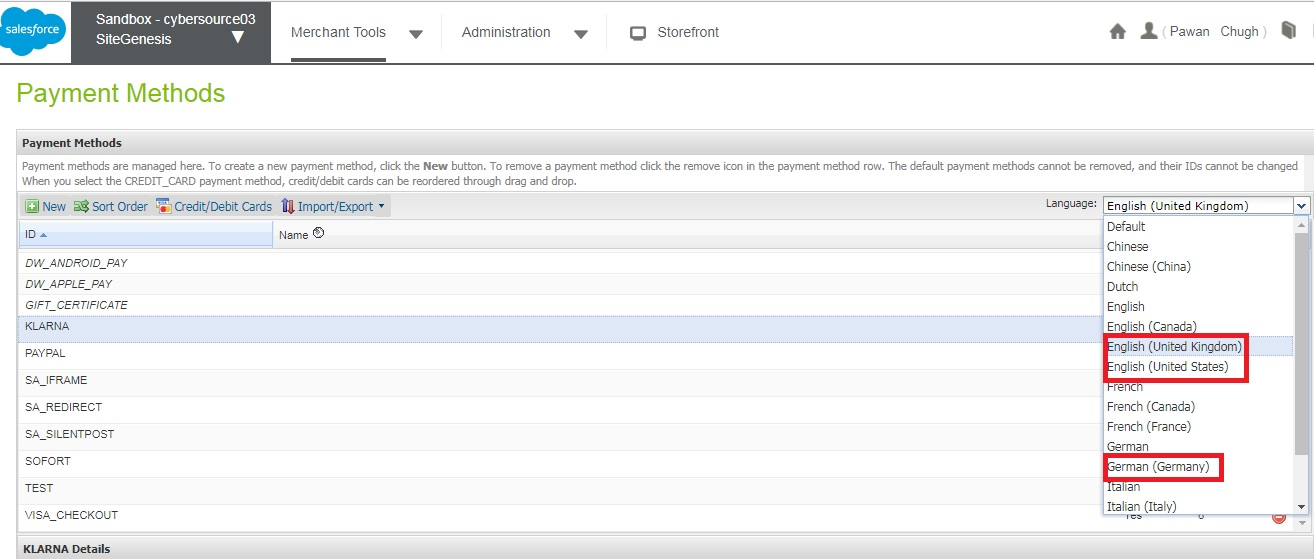 salesforce
Sandbox - cybersource03
SiteGenesis
Merchant Tools
Administration
Storefront
( Pawan Chugh )
Payment Methods
Payment Methods
Payment methods are managed here. To create a new payment method, click the New button. To remove a payment method click the remove icon in the payment method row. The default payment methods cannot be removed, and their IDs cannot be changed
When you select the CREDIT_CARD payment method, credit/debit cards can be reordered through drag and drop.
New Sort Order Credit/Debit Cards Import/Export
Language: English (United Kingdom)
ID Name
DW_ANDROID_PAY
DW_APPLE_PAY
GIFT_CERTIFICATE
KLARNA
PAYPAL
SA_IFRAME
SA_REDIRECT
SA_SILENTPOST
SOFORT
TEST
VISA_CHECKOUT
Default
Chinese
Chinese (China)
Dutch
English
English (Canada)
English (United Kingdom)
English (United States)
French
French (Canada)
French (France)
German
German (Germany)
Italian
Italian (Italy)
Yes
KLARNA Details